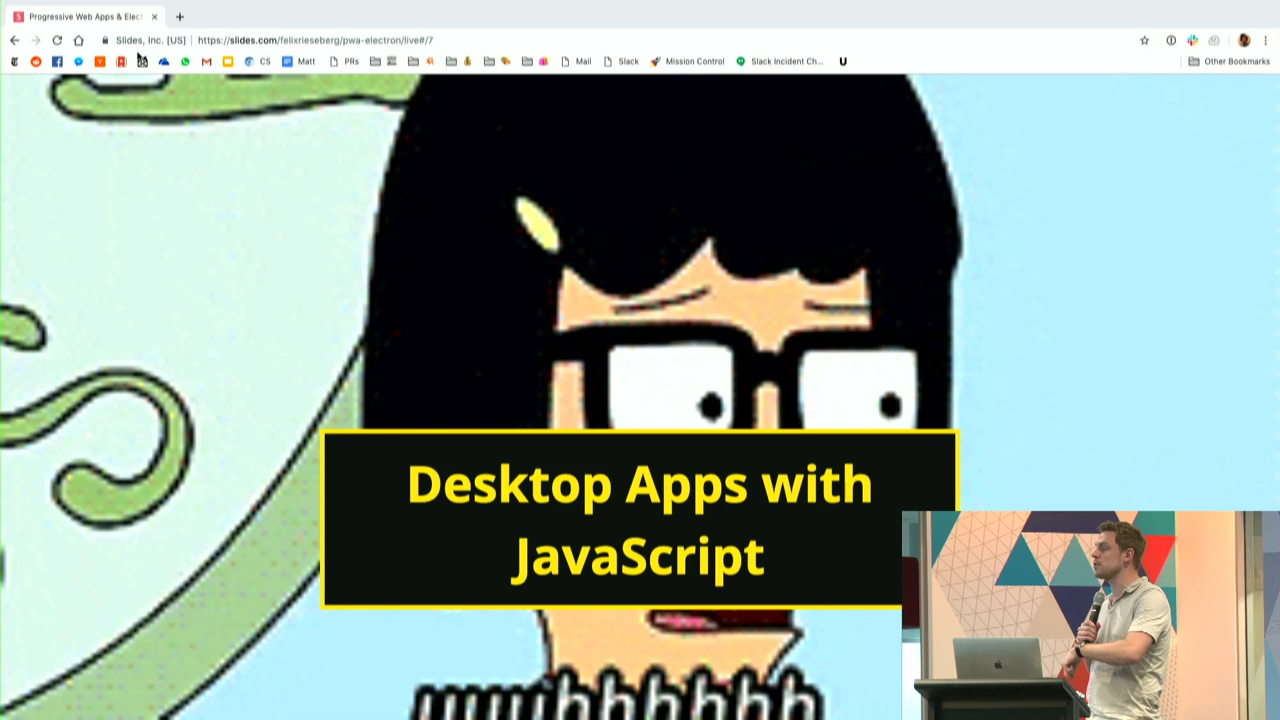 Progressive Web Apps & Elect
Slides, Inc. [US]
https://slides.com/felixrieseberg/pwa-electron/live#/7
CS
Matt
PRs
Mail
Slack
Mission Control
Slack Incident Ch...
U
Other Bookmarks
Desktop Apps with
JavaScript
uuuhhhhhh